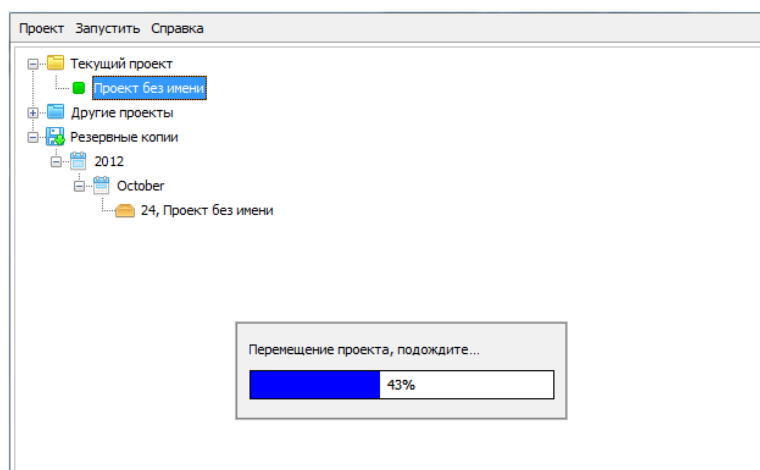 Проект Запустить Справка
Текущий проект
Проект без имени
Другие проекты
Резервные копии
2012
October
24, Проект без имени
Перемещение проекта, подождите...
43%